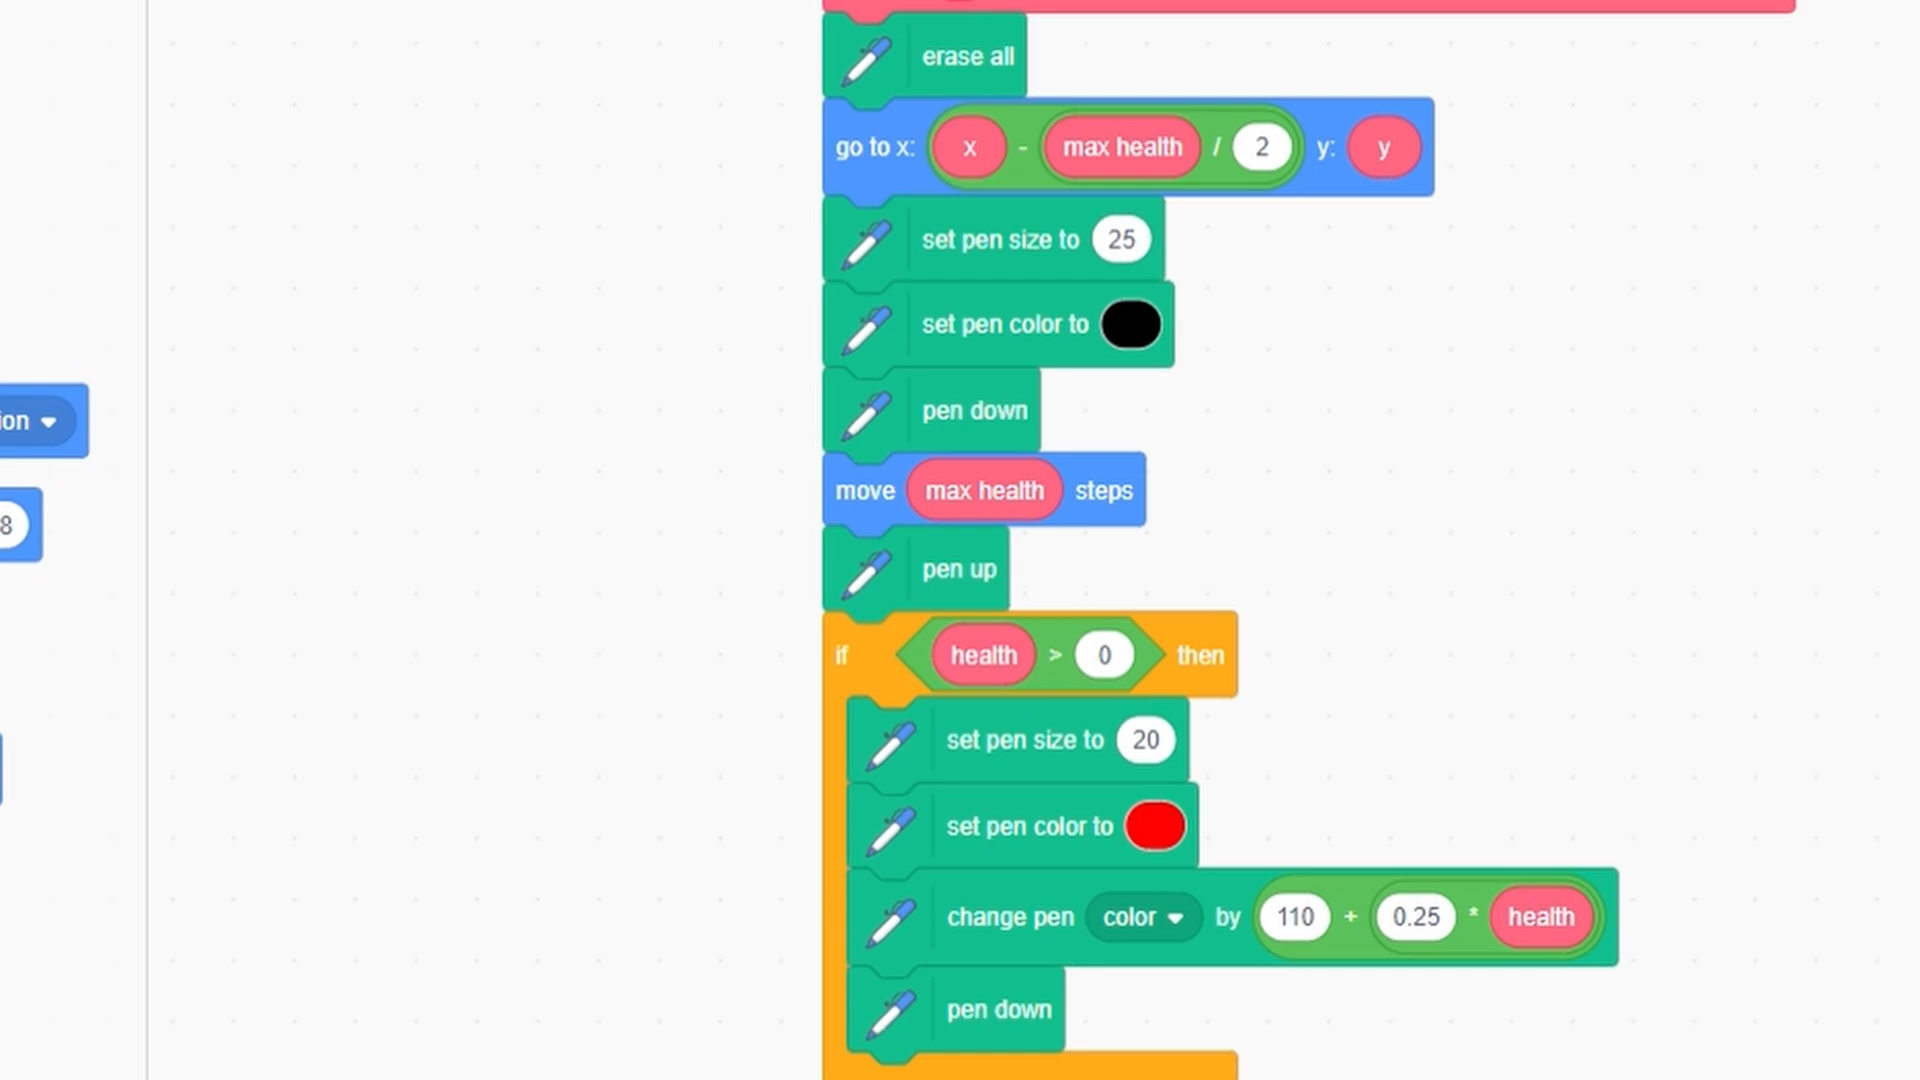 erase all
go to x: x - max health / 2 y: y
set pen size to 25
set pen color to
pen down
ion
move max health steps
8
pen up
if health > 0 then
set pen size to 20
set pen color to
change pen color by 110 + 0.25 * health
pen down